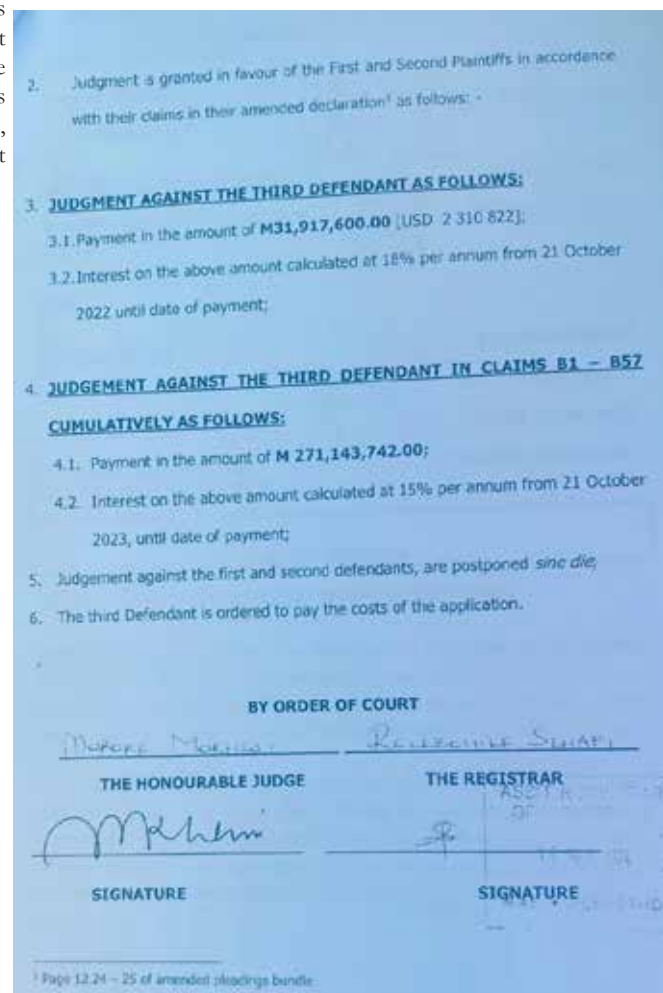 s
t
e
s
,
t
2. Judgment is granted in favour of the First and Second Plaintiffs in accordance
with their claims in their amended declaration¹ as follows: -
3. JUDGMENT AGAINST THE THIRD DEFENDANT AS FOLLOWS:
3.1. Payment in the amount of M31,917,600.00 [USD 2 310 822];
3.2. Interest on the above amount calculated at 18% per annum from 21 October
2022 until date of payment;
4. JUDGEMENT AGAINST THE THIRD DEFENDANT IN CLAIMS B1 – B57
CUMULATIVELY AS FOLLOWS:
4.1. Payment in the amount of M 271,143,742.00;
4.2. Interest on the above amount calculated at 15% per annum from 21 October
2023, until date of payment;
5. Judgement against the first and second defendants, are postponed sine die;
6. The third Defendant is ordered to pay the costs of the application.
BY ORDER OF COURT
THE HONOURABLE JUDGE THE REGISTRAR
SIGNATURE SIGNATURE
¹ Page 12.24 – 25 of amended pleadings bundle